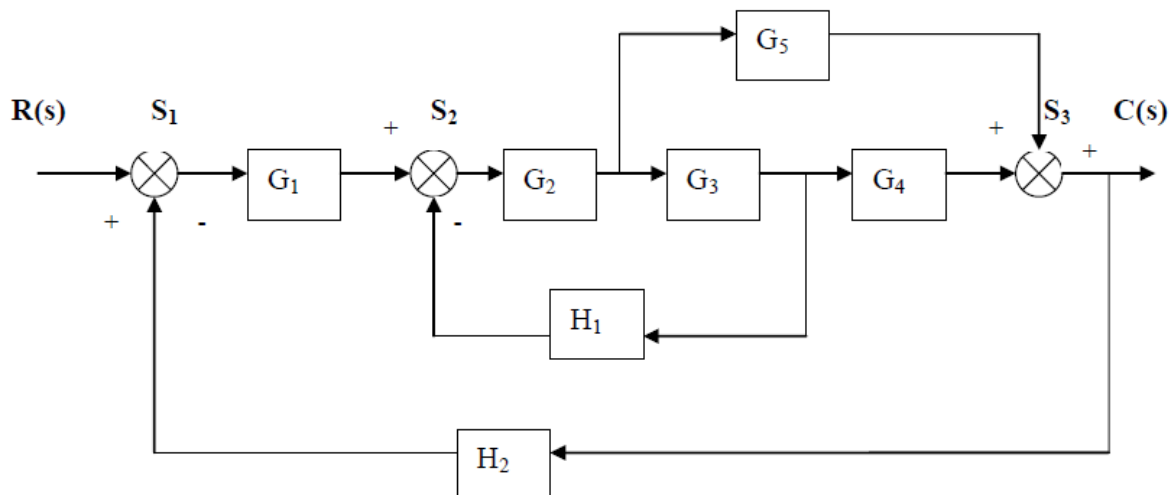 G₅
R(s) S₁ + S₂ + S₃ C(s)
G₁ G₂ G₃ G₄ +
+ - -
H₁
H₂